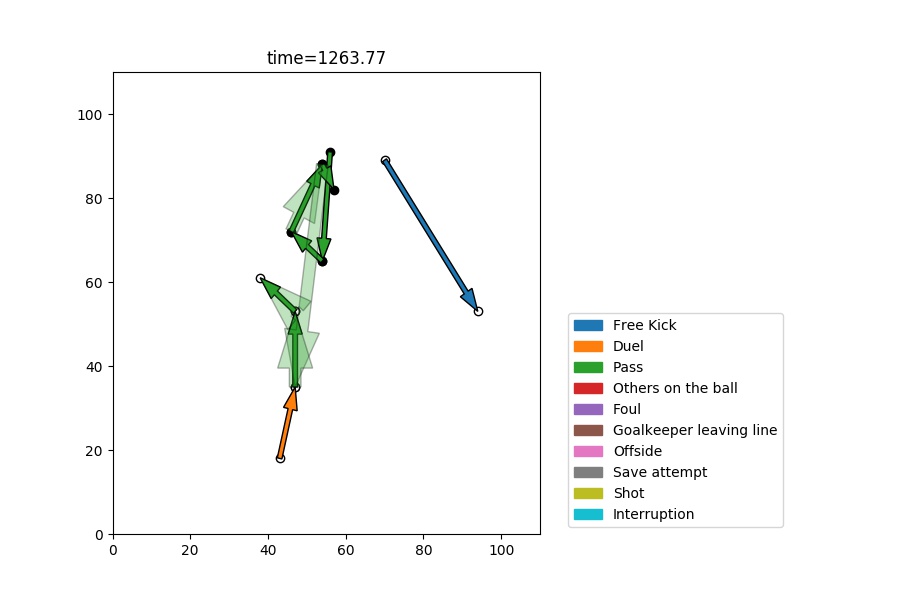 time=1263.77
100
80
60
40
20
0
0 20 40 60 80 100
Free Kick
Duel
Pass
Others on the ball
Foul
Goalkeeper leaving line
Offside
Save attempt
Shot
Interruption